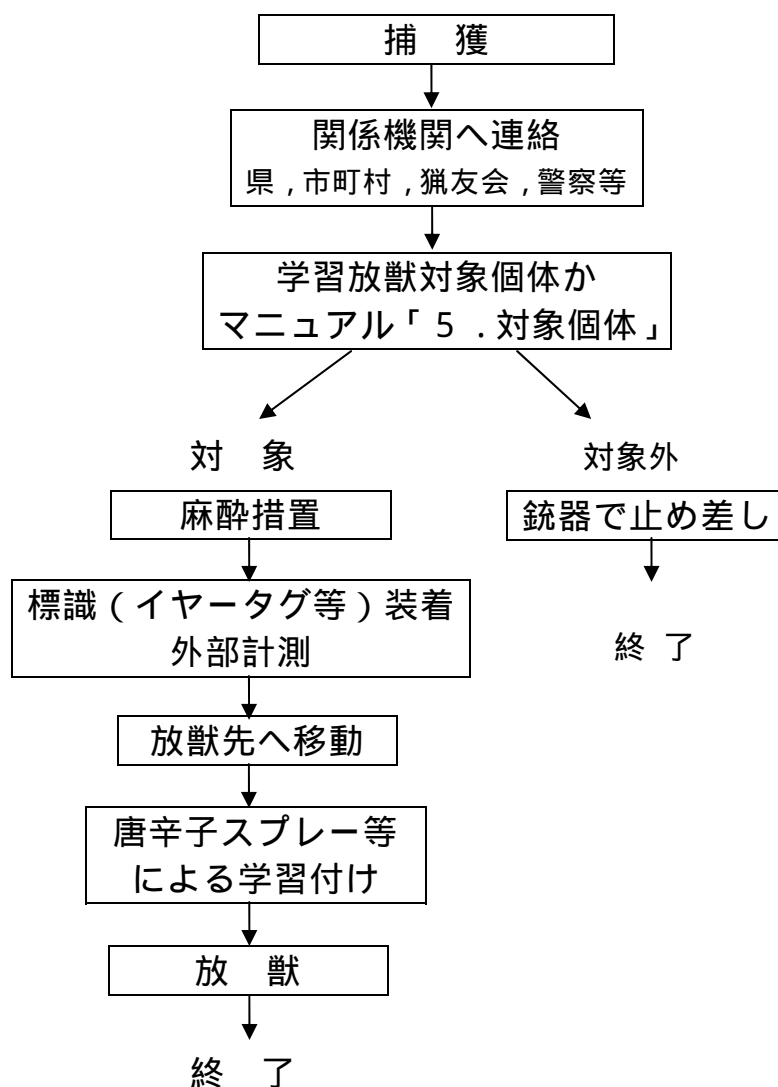 捕　獲
関係機関へ連絡
県，市町村，猟友会，警察等
学習放獣対象個体か
マニュアル「５．対象個体」
対　象
対象外
麻酔措置
銃器で止め差し
標識（イヤータグ等）装着
外部計測
終 了
放獣先へ移動
唐辛子スプレー等
による学習付け
放　獣
終　了